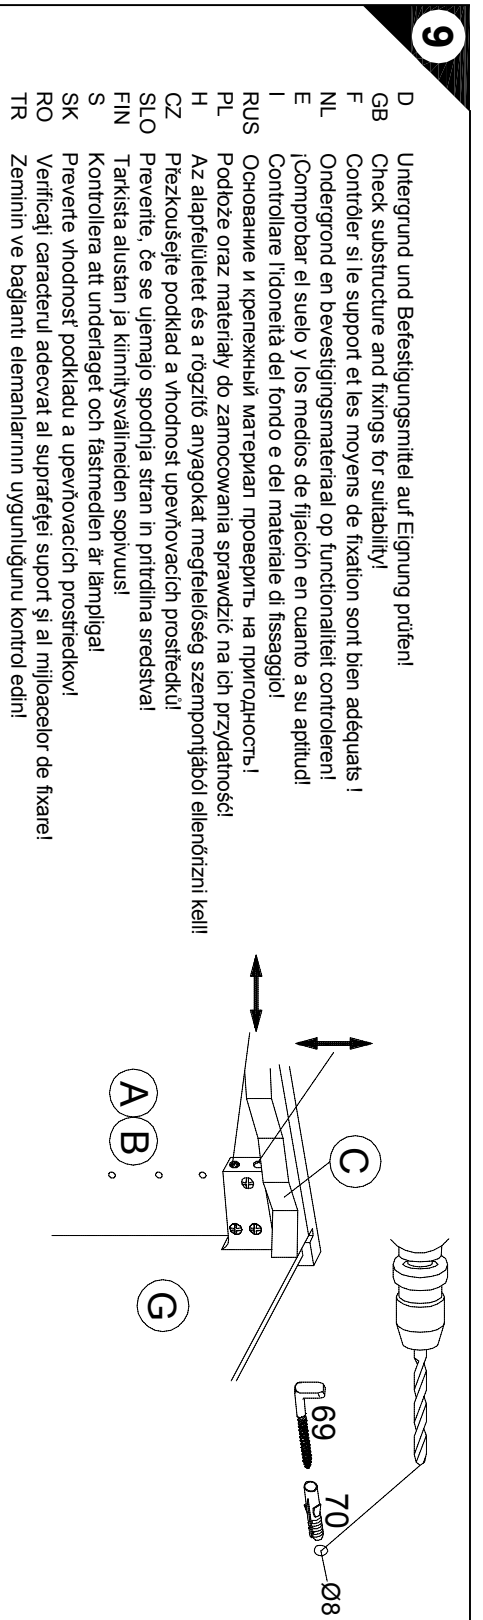 9
D Untergrund und Befestigungsmittel auf Eignung prüfen!
GB Check substructure and fixings for suitability!
F Contrôler si le support et les moyens de fixation sont bien adéquats !
NL Ondergrond en bevestigingsmateriaal op functionaliteit controleren!
E ¡Comprobar el suelo y los medios de fijación en cuanto a su aptitud!
I Controllare l'idoneità del fondo e del materiale di fissaggio!
RUS Основание и крепежный материал проверить на пригодность!
PL Podłoże oraz materiały do zamocowania sprawdzić na ich przydatność!
H Az alapfelületet és a rögzítő anyagokat megfelelőség szempontjából ellenőrizni kell!
CZ Přezkoušejte podklad a vhodnost upevňovacích prostředků!
SLO Preverite, če se ujemajo spodnja stran in pritrdilna sredstva!
FIN Tarkista alustan ja kiinnitysvälineiden sopivuus!
S Kontrollera att underlaget och fästmedlen är lämpliga!
SK Preverte vhodnosť podkladu a upevňovacích prostriedkov!
RO Verificaţi caracterul adecvat al suprafeţei suport şi al mijloacelor de fixare!
TR Zeminin ve bağlantı elemanlarının uygunluğunu kontrol edin!
C
A B
G
69
70
Ø8